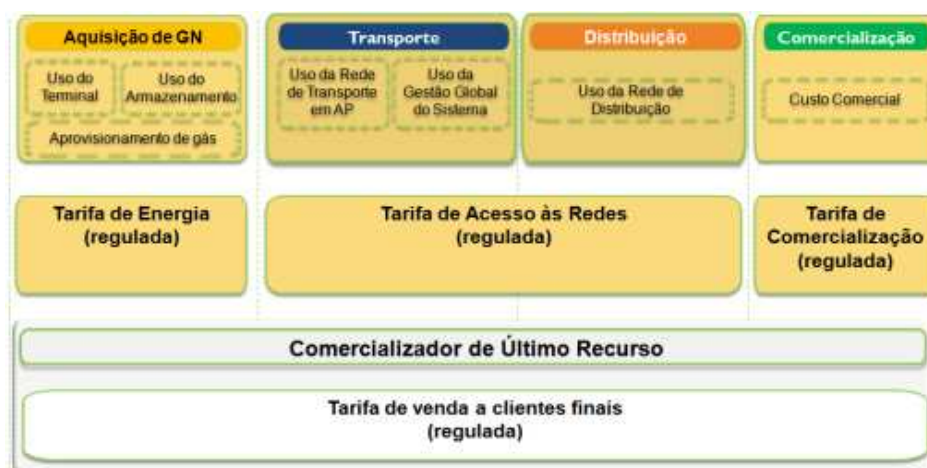 Aquisição de GN
Uso do
Terminal
Uso do
Armazenamento
Aprovisionamento de gás
Transporte
Uso da Rede
de Transporte
em AP
Uso da
Gestão Global
do Sistema
Distribuição
Uso da Rede de
Distribuição
Comercialização
Custo Comercial
Tarifa de Energia
(regulada)
Tarifa de Acesso às Redes
(regulada)
Tarifa de
Comercialização
(regulada)
Comercializador de Último Recurso
Tarifa de venda a clientes finais
(regulada)